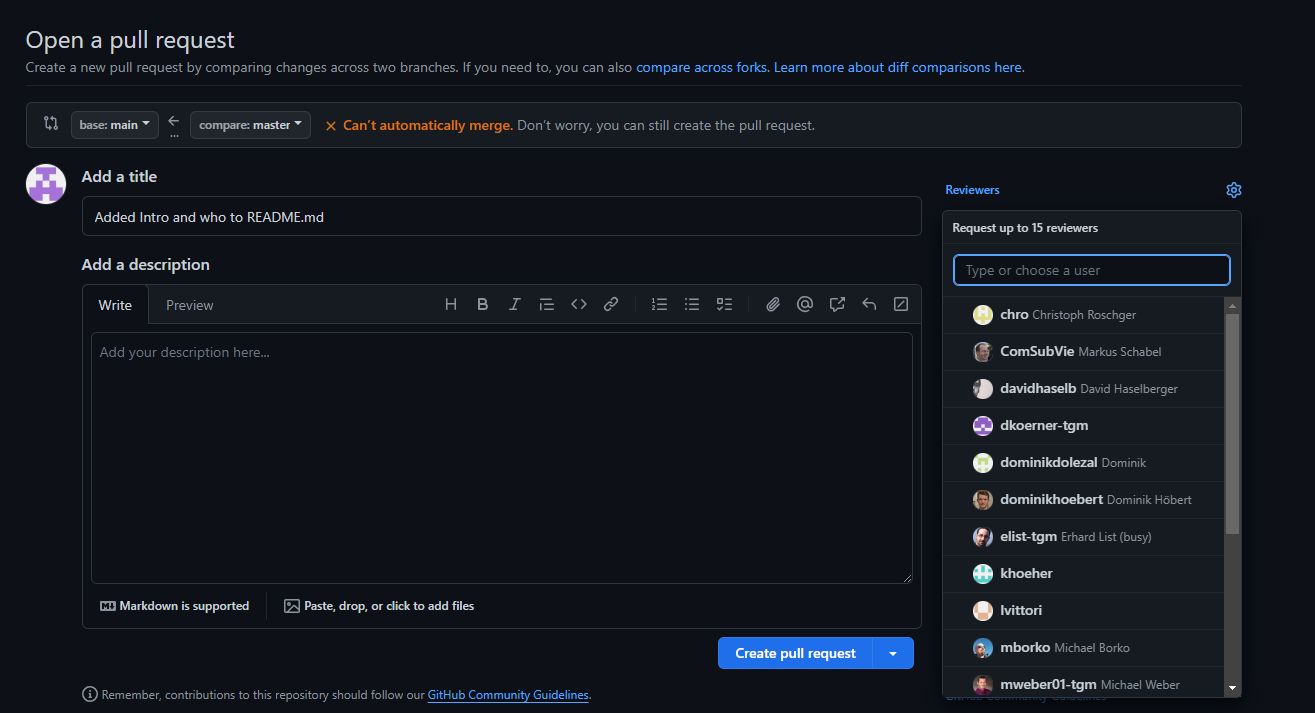 Open a pull request
Create a new pull request by comparing changes across two branches. If you need to, you can also compare across forks. Learn more about diff comparisons here.
base: main
...
compare: master
Can’t automatically merge. Don’t worry, you can still create the pull request.
Add a title
Added Intro and who to README.md
Add a description
Write
Preview
Add your description here...
Markdown is supported
Paste, drop, or click to add files
Create pull request
Remember, contributions to this repository should follow our GitHub Community Guidelines.
Reviewers
Request up to 15 reviewers
Type or choose a user
chro Christoph Roschger
ComSubVie Markus Schabel
davidhaselb David Haselberger
dkoerner-tgm
dominikdolezal Dominik
dominikhoebert Dominik Höbert
elist-tgm Erhard List (busy)
khoeher
lvittori
mborko Michael Borko
mweber01-tgm Michael Weber